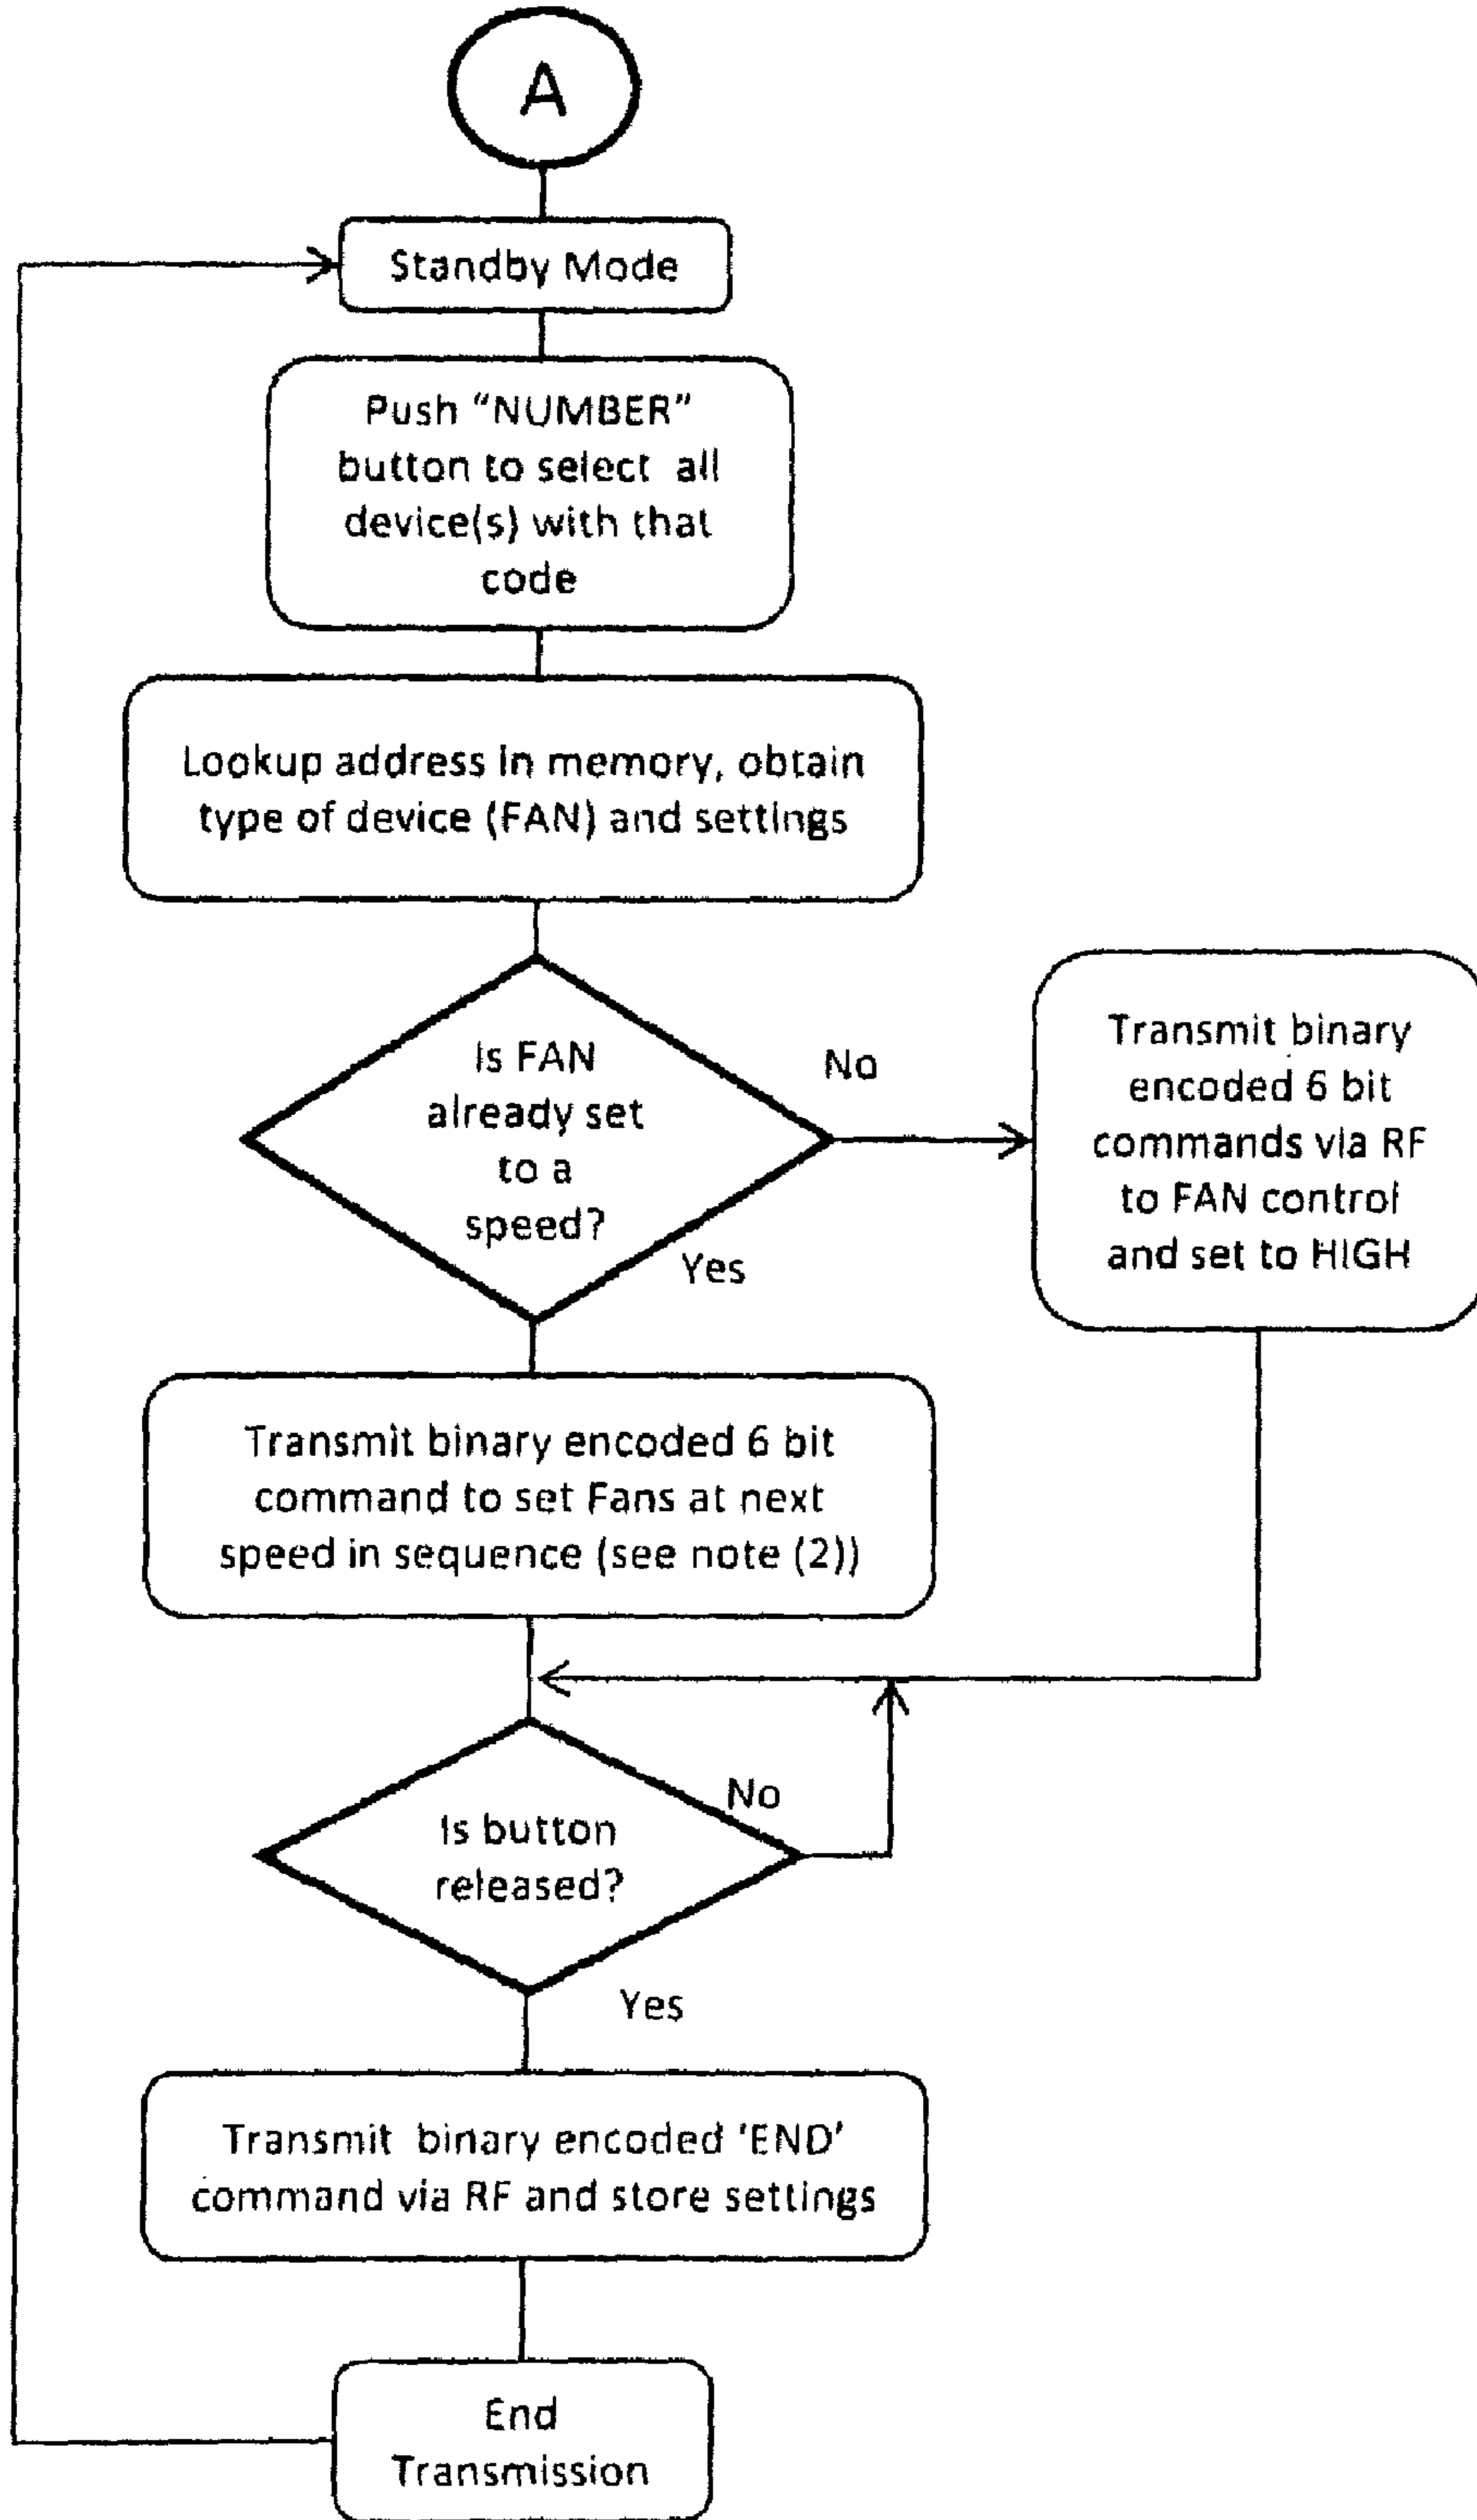 A
Standby Mode
Push “NUMBER”
button to select all
device(s) with that
code
Lookup address in memory, obtain
type of device (FAN) and settings
Is FAN
already set
to a
speed?
No
Yes
Transmit binary
encoded 6 bit
commands via RF
to FAN control
and set to HIGH
Transmit binary encoded 6 bit
command to set Fans at next
speed in sequence (see note (2))
Is button
released?
No
Yes
Transmit binary encoded ‘END’
command via RF and store settings
End
Transmission